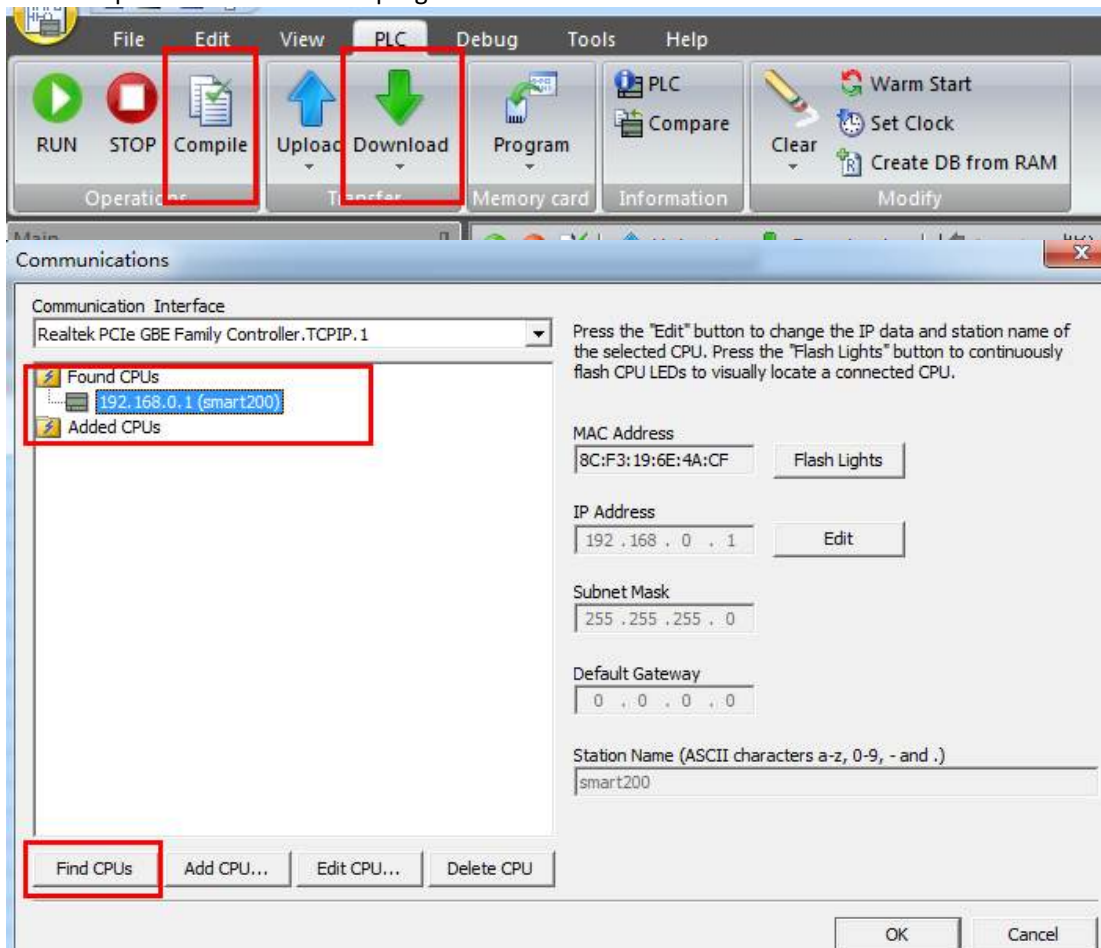 File Edit View PLC Debug Tools Help
RUN STOP Compile Upload Download Program PLC Compare Clear Warm Start Set Clock Create DB from RAM
Operations Transfer Memory card Information Modify
Main
Communications
Communication Interface
Realtek PCIe GBE Family Controller.TCPIP.1
Found CPUs
192.168.0.1 (smart200)
Added CPUs
Press the "Edit" button to change the IP data and station name of
the selected CPU. Press the "Flash Lights" button to continuously
flash CPU LEDs to visually locate a connected CPU.
MAC Address
8C:F3:19:6E:4A:CF Flash Lights
IP Address
192 .168 . 0 . 1 Edit
Subnet Mask
255 .255 .255 . 0
Default Gateway
0 . 0 . 0 . 0
Station Name (ASCII characters a-z, 0-9, - and .)
smart200
Find CPUs Add CPU... Edit CPU... Delete CPU
OK Cancel